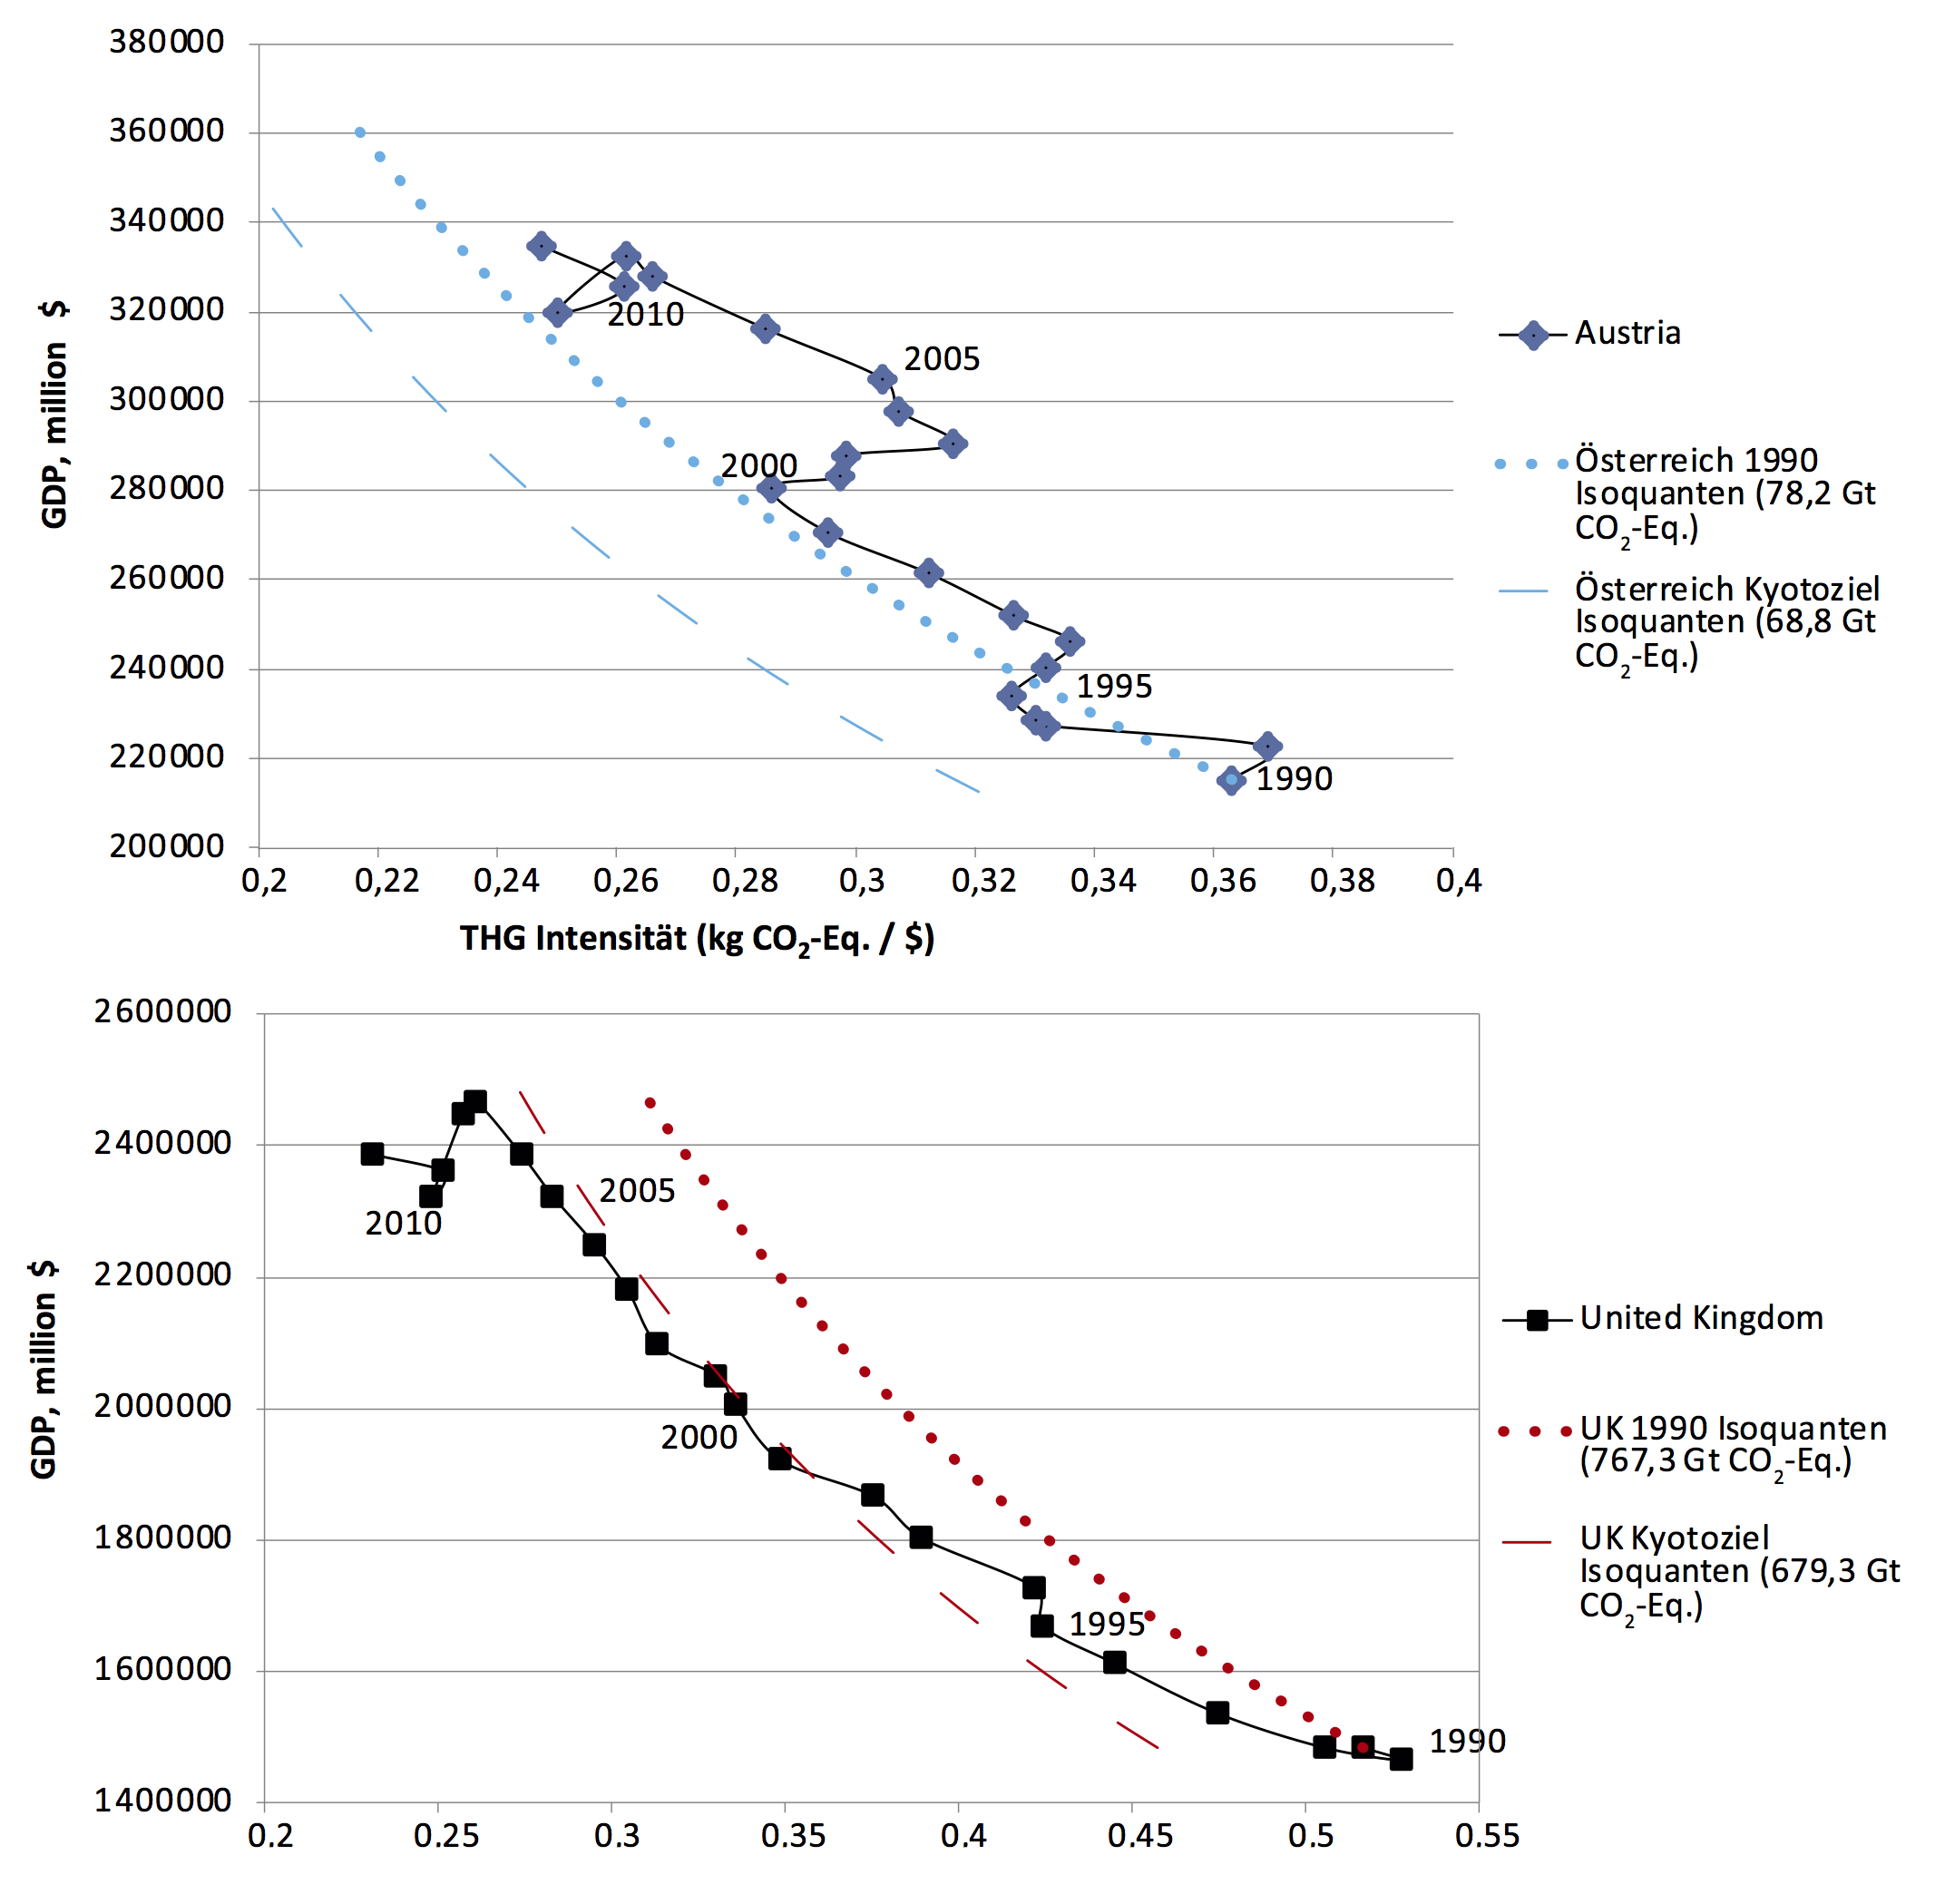 380000
360000
340000
320000
300000
280000
260000
240000
220000
200000
GDP, million $
2010
2005
2000
1995
1990
0,2 0,22 0,24 0,26 0,28 0,3 0,32 0,34 0,36 0,38 0,4
THG Intensität (kg CO₂-Eq. / $)
Austria
Österreich 1990
Isoquanten (78,2 Gt
CO₂-Eq.)
Österreich Kyotoziel
Isoquanten (68,8 Gt
CO₂-Eq.)
2600000
2400000
2200000
2000000
1800000
1600000
1400000
GDP, million $
2005
2010
2000
1995
1990
0,2 0,25 0,3 0,35 0,4 0,45 0,5 0,55
United Kingdom
UK 1990 Isoquanten
(767,3 Gt CO₂-Eq.)
UK Kyotoziel
Isoquanten (679,3 Gt
CO₂-Eq.)